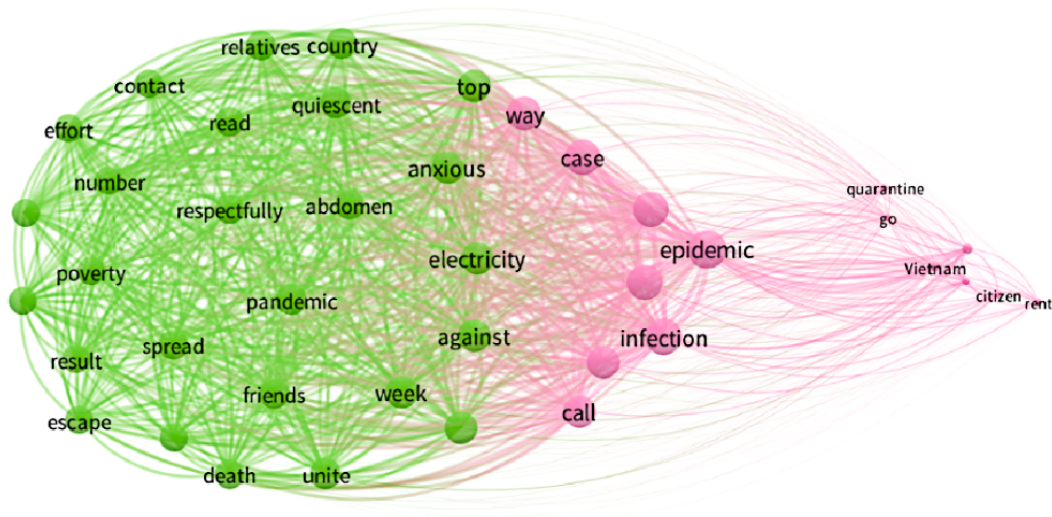 relatives country
contact
top
quiescent
way
read
effort
case
anxious
number
quarantine
respectfully
abdomen
go
epidemic
electricity
Vietnam
poverty
citizen
rent
pandemic
against
infection
spread
result
friends
week
call
escape
death
unite